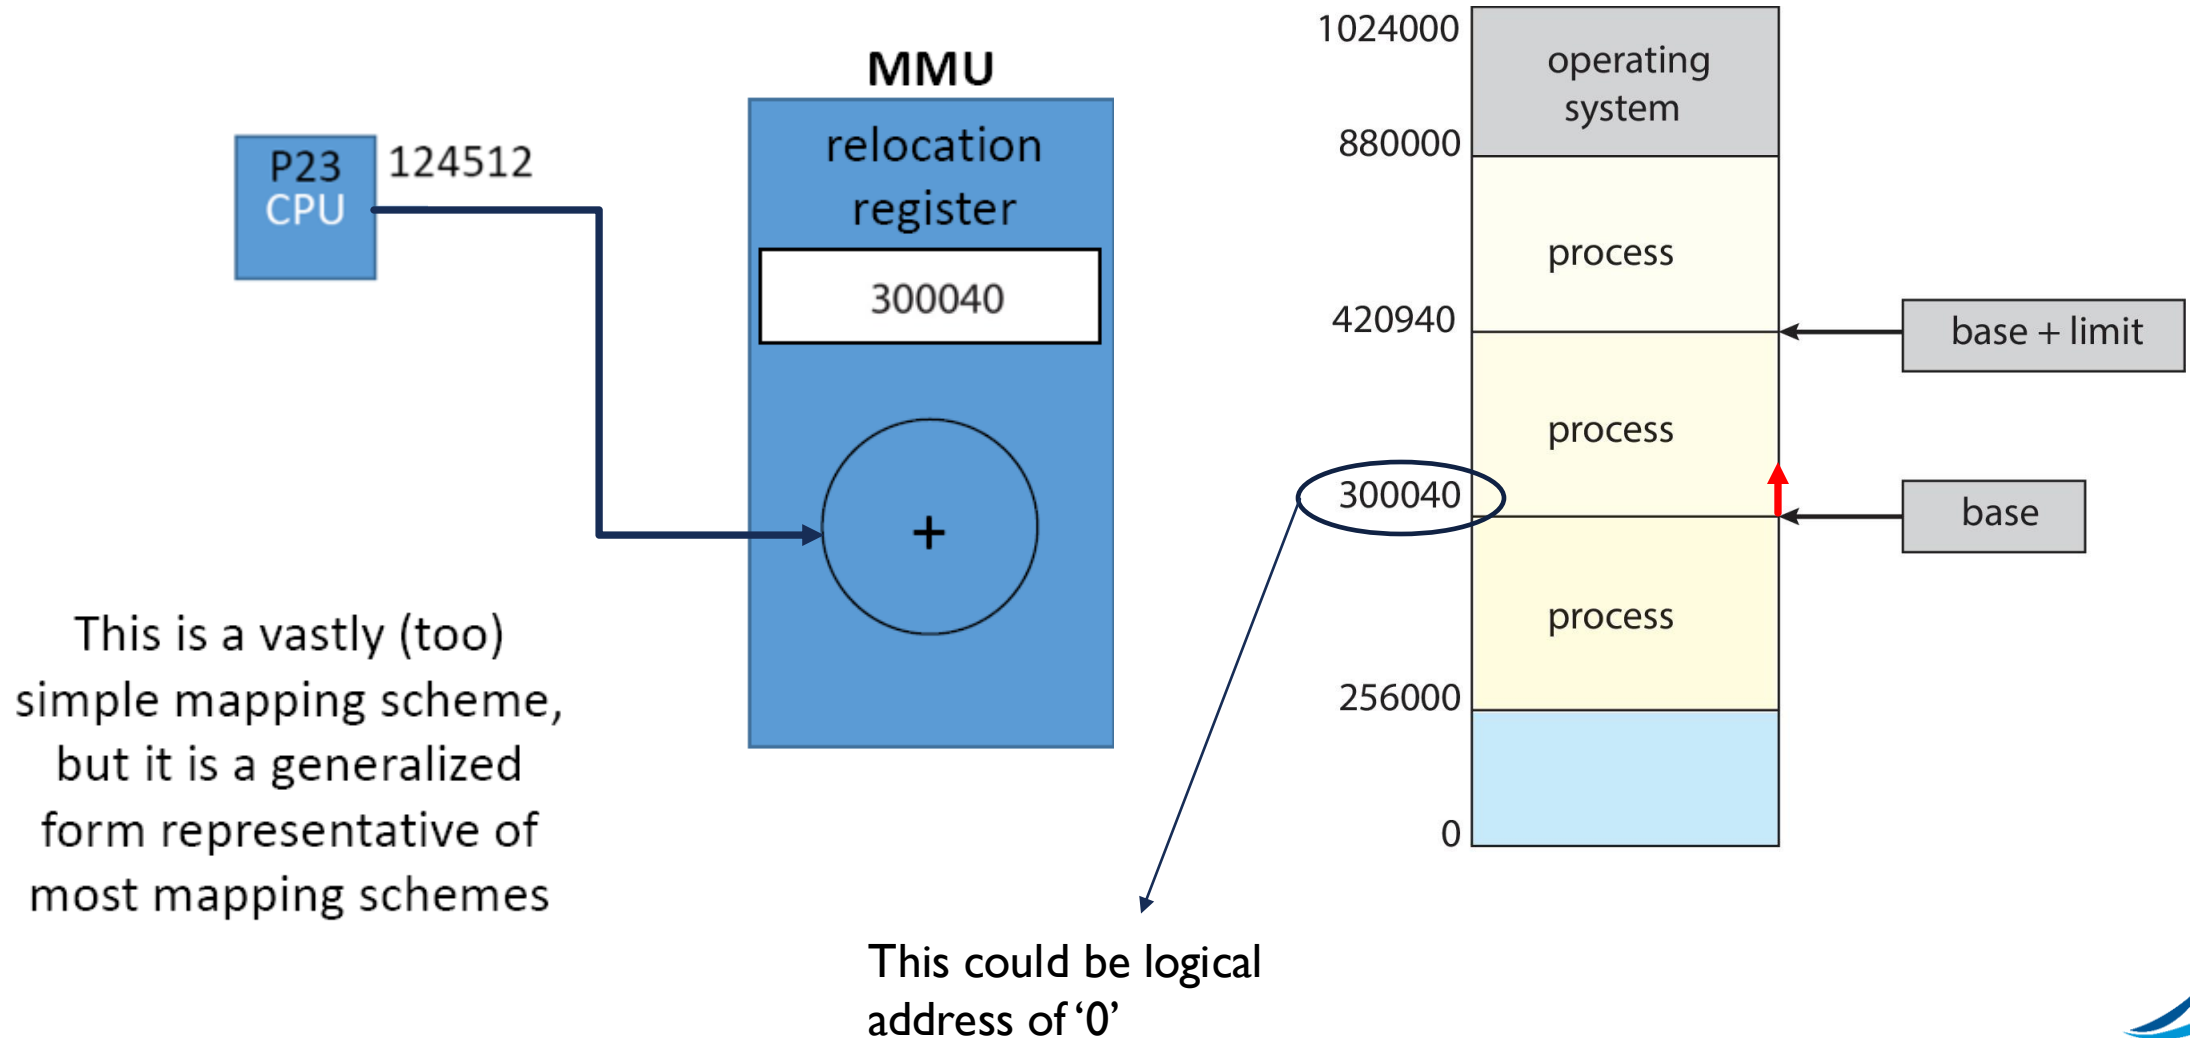 P23
CPU
124512
MMU
relocation
register
300040
+
This is a vastly (too)
simple mapping scheme,
but it is a generalized
form representative of
most mapping schemes
1024000
operating
system
880000
process
420940
base + limit
process
300040
base
process
256000
0
This could be logical
address of ‘0’